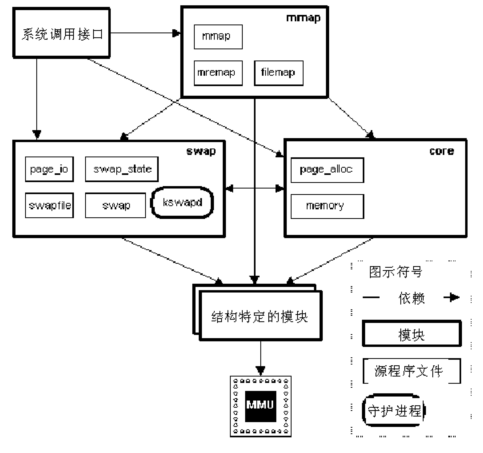 系统调用接口
mmap
mmap
mremap
filemap
swap
page_io
swap_state
swapfile
swap
kswapd
core
page_alloc
memory
结构特定的模块
MMU
图示符号
依赖
模块
源程序文件
守护进程